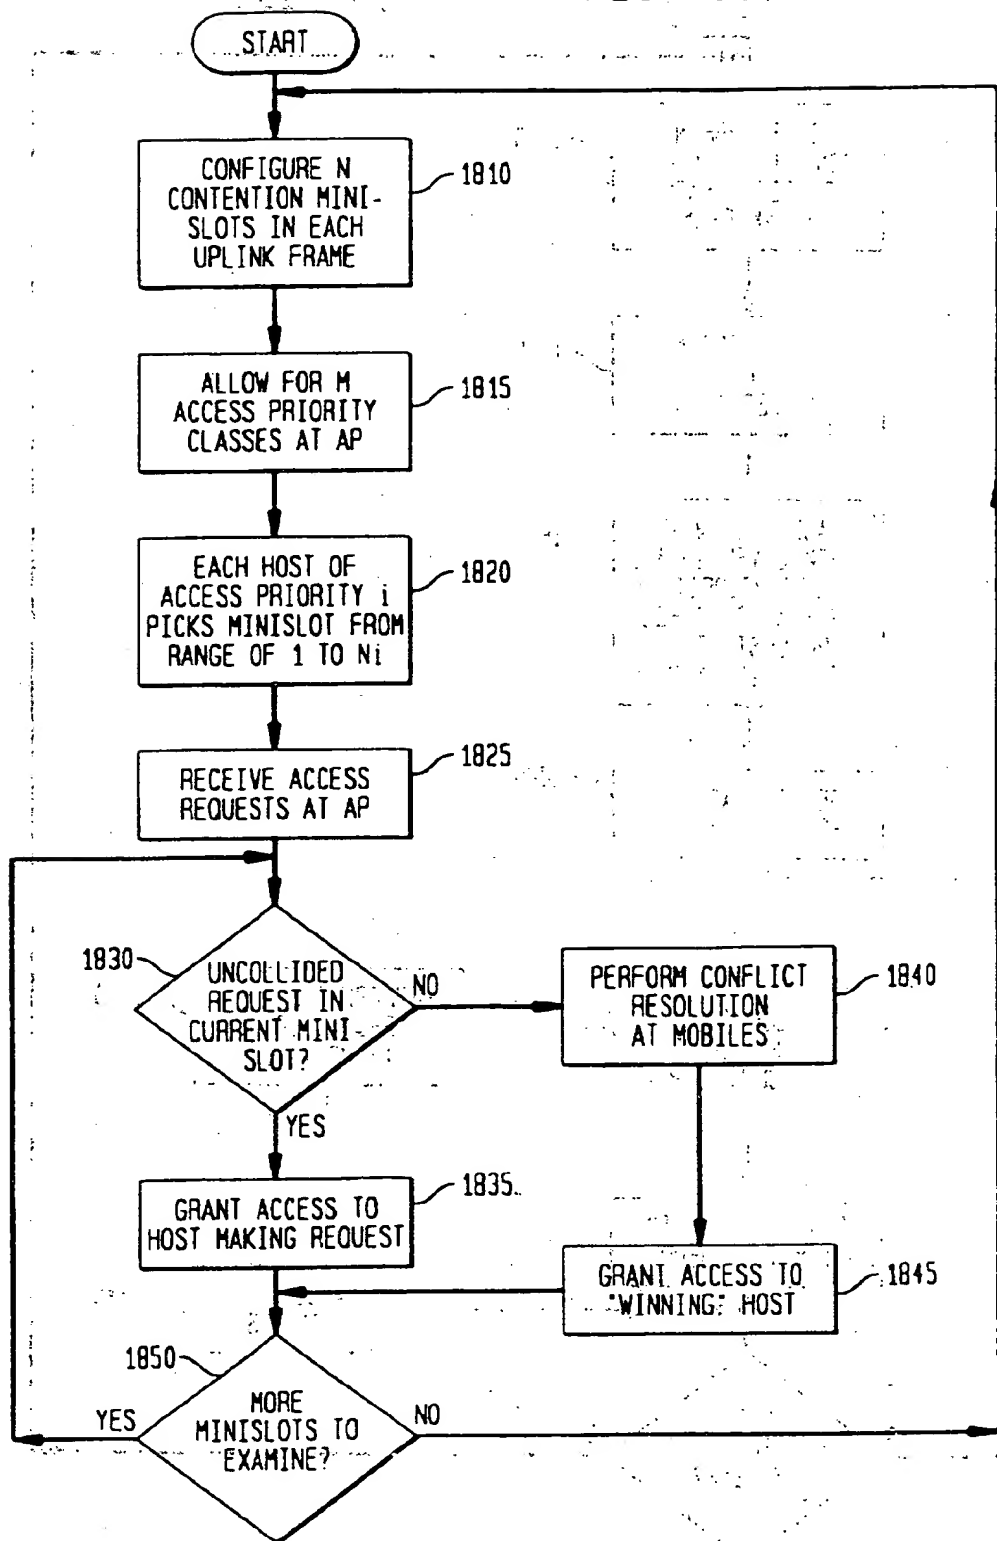 START
CONFIGURE N
CONTENTION MINI-
SLOTS IN EACH
UPLINK FRAME
1810
ALLOW FOR M
ACCESS PRIORITY
CLASSES AT AP
1815
EACH HOST OF
ACCESS PRIORITY i
PICKS MINISLOT FROM
RANGE OF 1 TO Ni
1820
RECEIVE ACCESS
REQUESTS AT AP
1825
1830
UNCOLLIDED
REQUEST IN
CURRENT MINI
SLOT?
NO
YES
PERFORM CONFLICT
RESOLUTION
AT MOBILES
1840
GRANT ACCESS TO
HOST MAKING REQUEST
1835
GRANT ACCESS TO
"WINNING" HOST
1845
1850
MORE
MINISLOTS TO
EXAMINE?
YES
NO